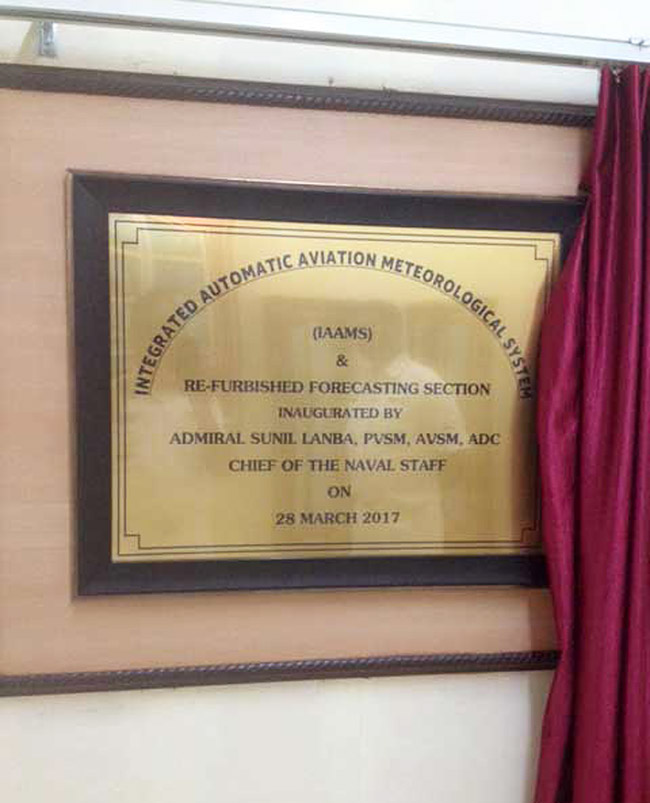 INTEGRATED AUTOMATIC AVIATION METEOROLOGICAL SYSTEM
(IAAMS)
&
RE-FURBISHED FORECASTING SECTION
INAUGURATED BY
ADMIRAL SUNIL LANBA, PVSM, AVSM, ADC
CHIEF OF THE NAVAL STAFF
ON
28 MARCH 2017